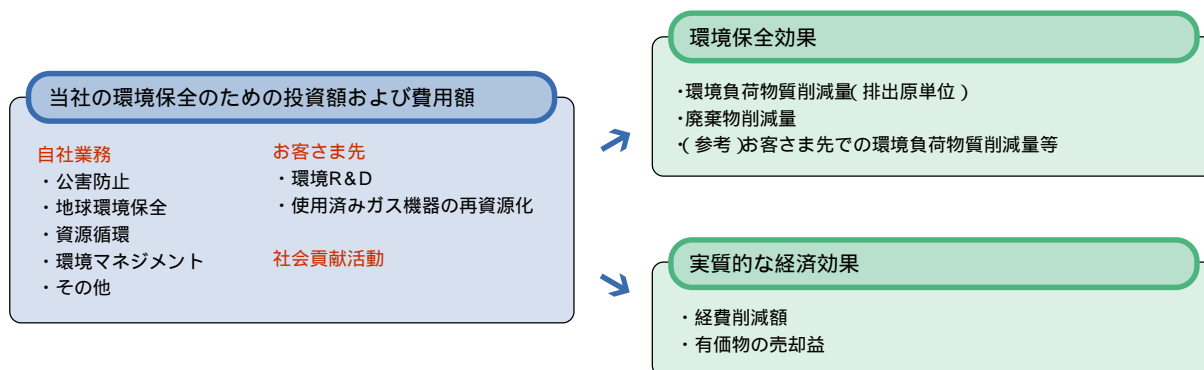 当社の環境保全のための投資額および費用額
自社業務
・公害防止
・地球環境保全
・資源循環
・環境マネジメント
・その他
お客さま先
・環境R&D
・使用済みガス機器の再資源化
社会貢献活動
環境保全効果
・環境負荷物質削減量(排出原単位)
・廃棄物削減量
・(参考)お客さま先での環境負荷物質削減量等
実質的な経済効果
・経費削減額
・有価物の売却益